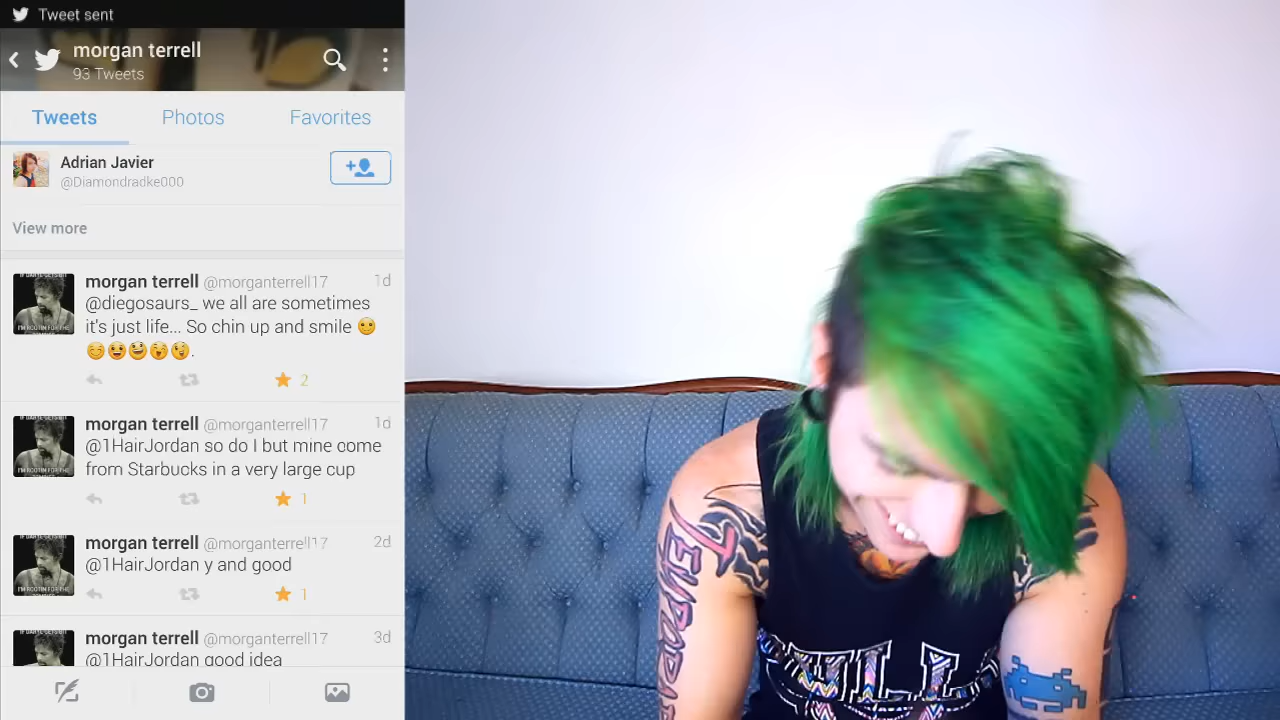 Tweet sent
morgan terrell
93 Tweets
Tweets Photos Favorites
Adrian Javier
@Diamondradke000
View more
morgan terrell @morganterrell17 1d
@diegosaurs_ we all are sometimes
it's just life... So chin up and smile
.
2
morgan terrell @morganterrell17 1d
@1HairJordan so do I but mine come
from Starbucks in a very large cup
1
morgan terrell @morganterrell17 2d
@1HairJordan y and good
1
morgan terrell @morganterrell17 3d
@1HairJordan good idea